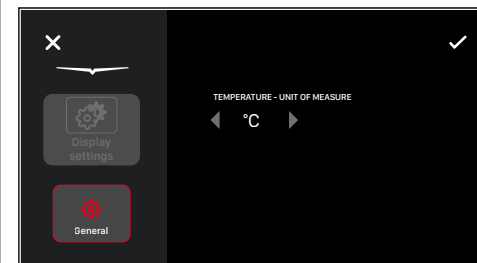 TEMPERATURE - UNIT OF MEASURE
°C
Display
settings
General